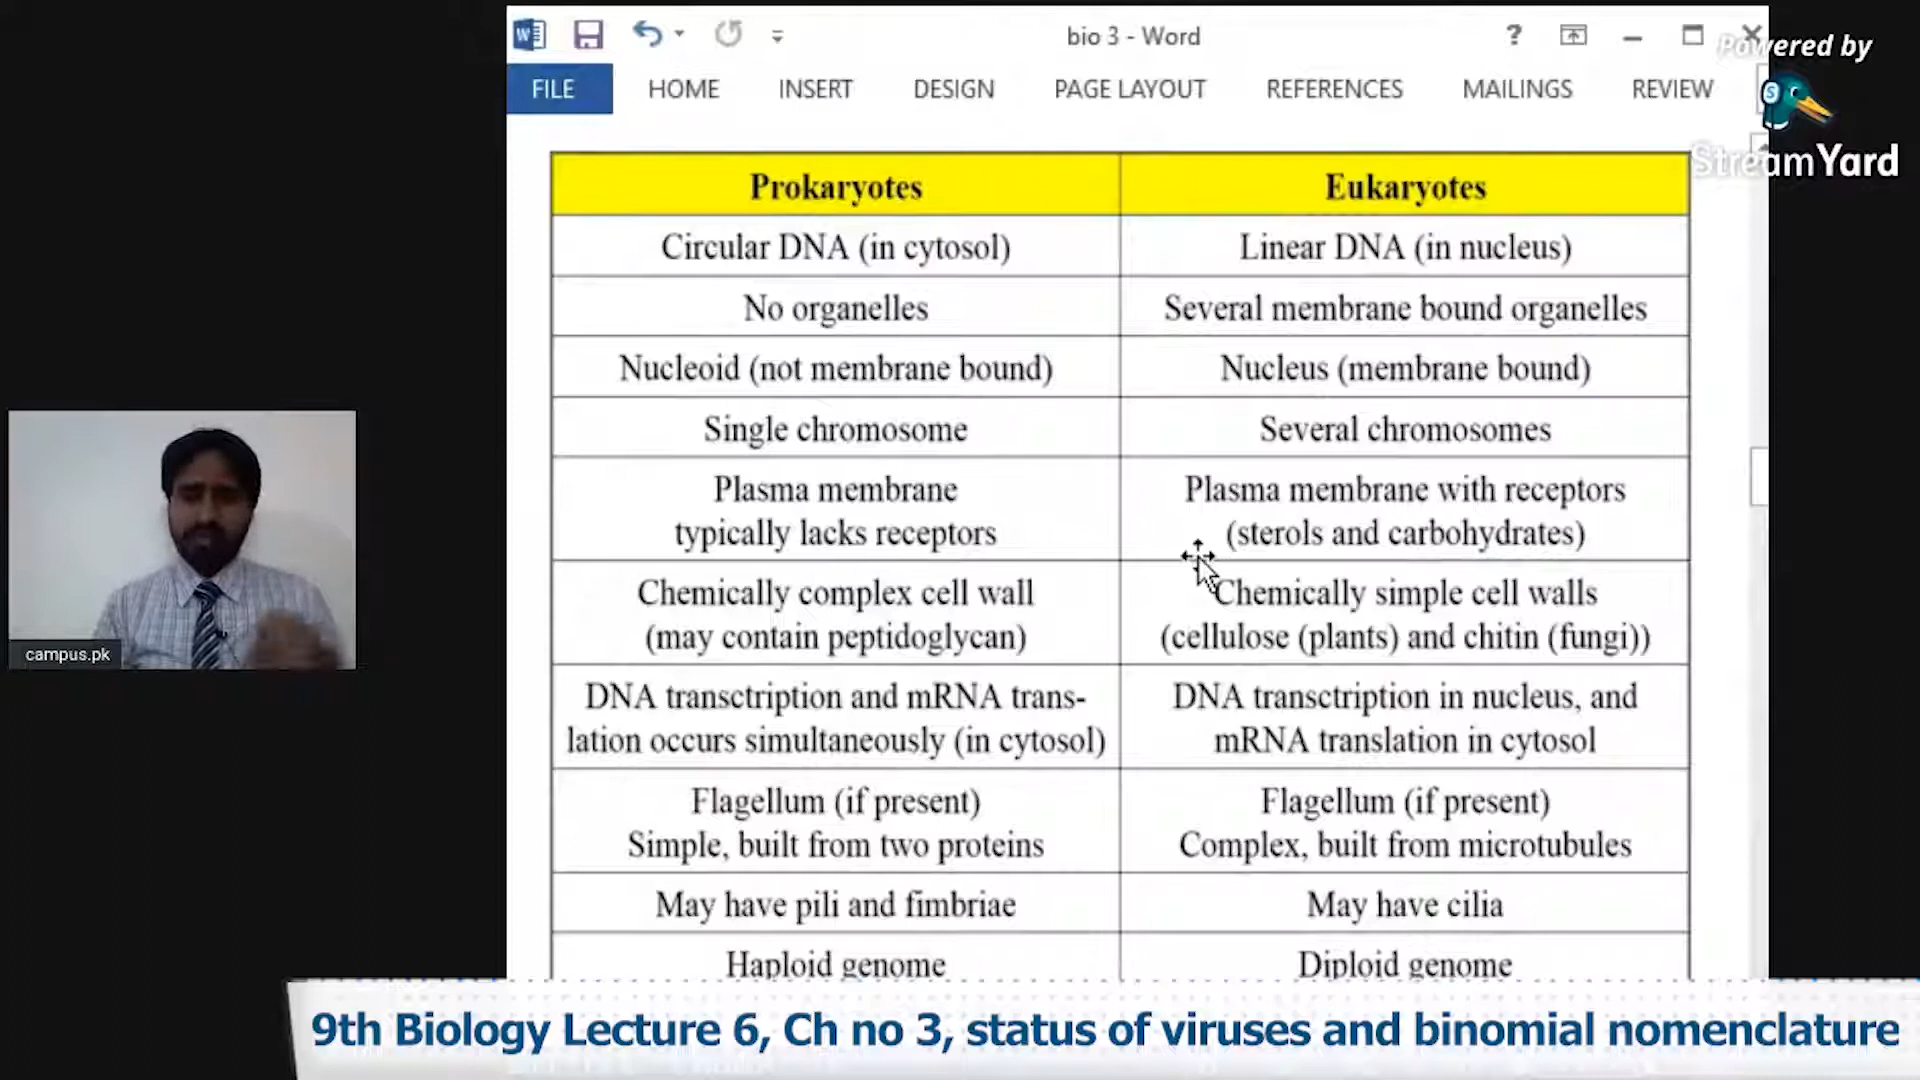 bio 3 - Word
?
Powered by
FILE HOME INSERT DESIGN PAGE LAYOUT REFERENCES MAILINGS REVIEW
StreamYard
Prokaryotes Eukaryotes
Circular DNA (in cytosol) Linear DNA (in nucleus)
No organelles Several membrane bound organelles
Nucleoid (not membrane bound) Nucleus (membrane bound)
Single chromosome Several chromosomes
Plasma membrane Plasma membrane with receptors
typically lacks receptors (sterols and carbohydrates)
Chemically complex cell wall Chemically simple cell walls
(may contain peptidoglycan) (cellulose (plants) and chitin (fungi))
campus.pk
DNA transctription and mRNA trans- DNA transctription in nucleus, and
lation occurs simultaneously (in cytosol) mRNA translation in cytosol
Flagellum (if present) Flagellum (if present)
Simple, built from two proteins Complex, built from microtubules
May have pili and fimbriae May have cilia
Haploid genome Diploid genome
9th Biology Lecture 6, Ch no 3, status of viruses and binomial nomenclature